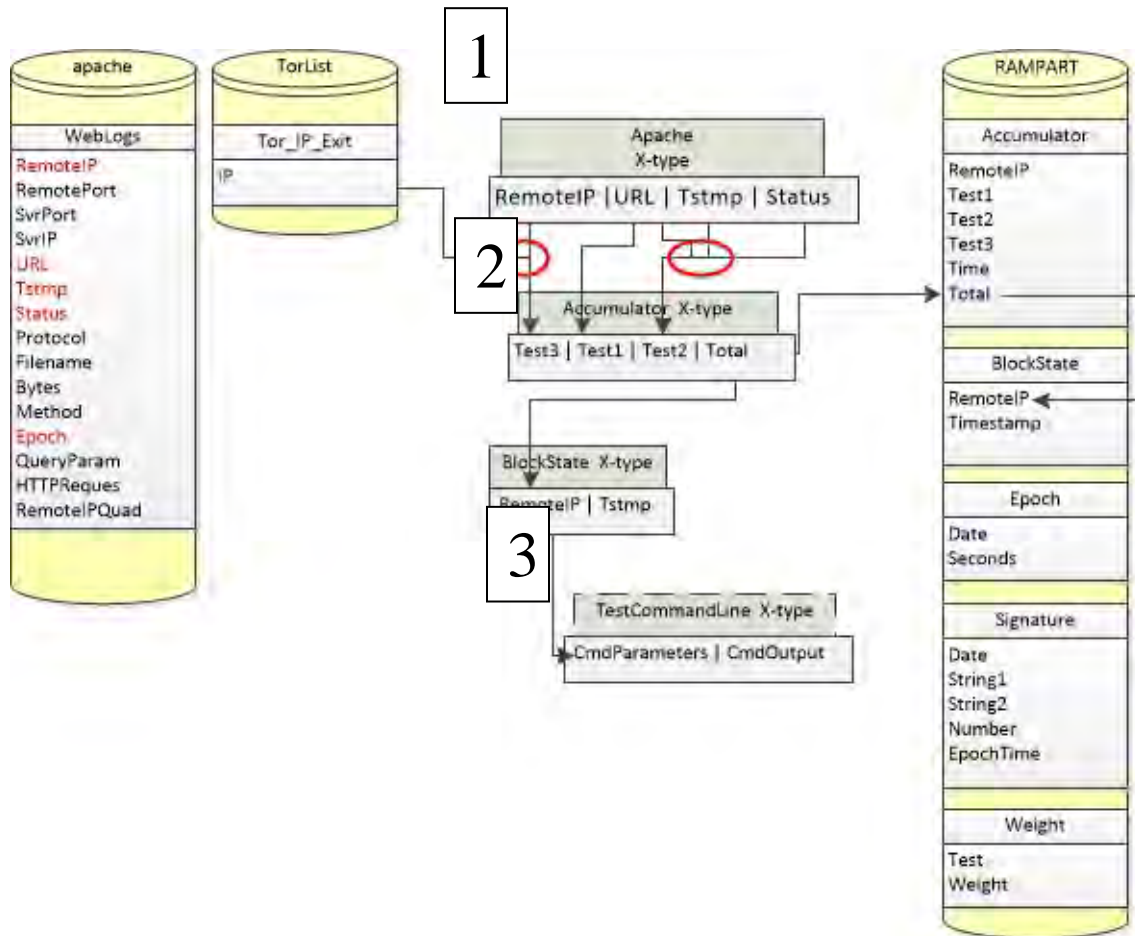 apache
WebLogs
RemoteIP
RemotePort
SvrPort
SvrIP
URL
Tstmp
Status
Protocol
Filename
Bytes
Method
Epoch
QueryParam
HTTPReques
RemoteIPQuad
TorList
Tor_IP_Exit
IP
1
Apache
X-type
RemoteIP | URL | Tstmp | Status
2
Accumulator X-type
Test3 | Test1 | Test2 | Total
BlockState X-type
RemoteIP | Tstmp
3
TestCommandLine X-type
CmdParameters | CmdOutput
RAMPART
Accumulator
RemoteIP
Test1
Test2
Test3
Time
Total
BlockState
RemoteIP
Timestamp
Epoch
Date
Seconds
Signature
Date
String1
String2
Number
EpochTime
Weight
Test
Weight